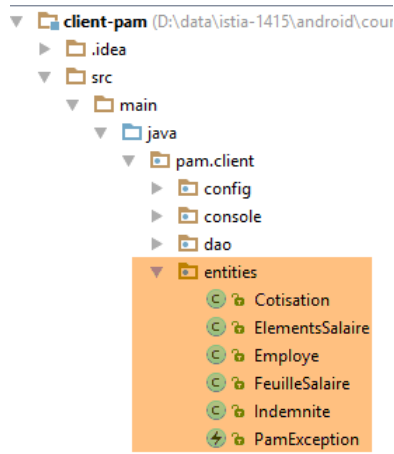 client-pam (D:\data\istia-1415\android\cour
.idea
src
main
java
pam.client
config
console
dao
entities
Cotisation
ElementsSalaire
Employe
FeuilleSalaire
Indemnite
PamException